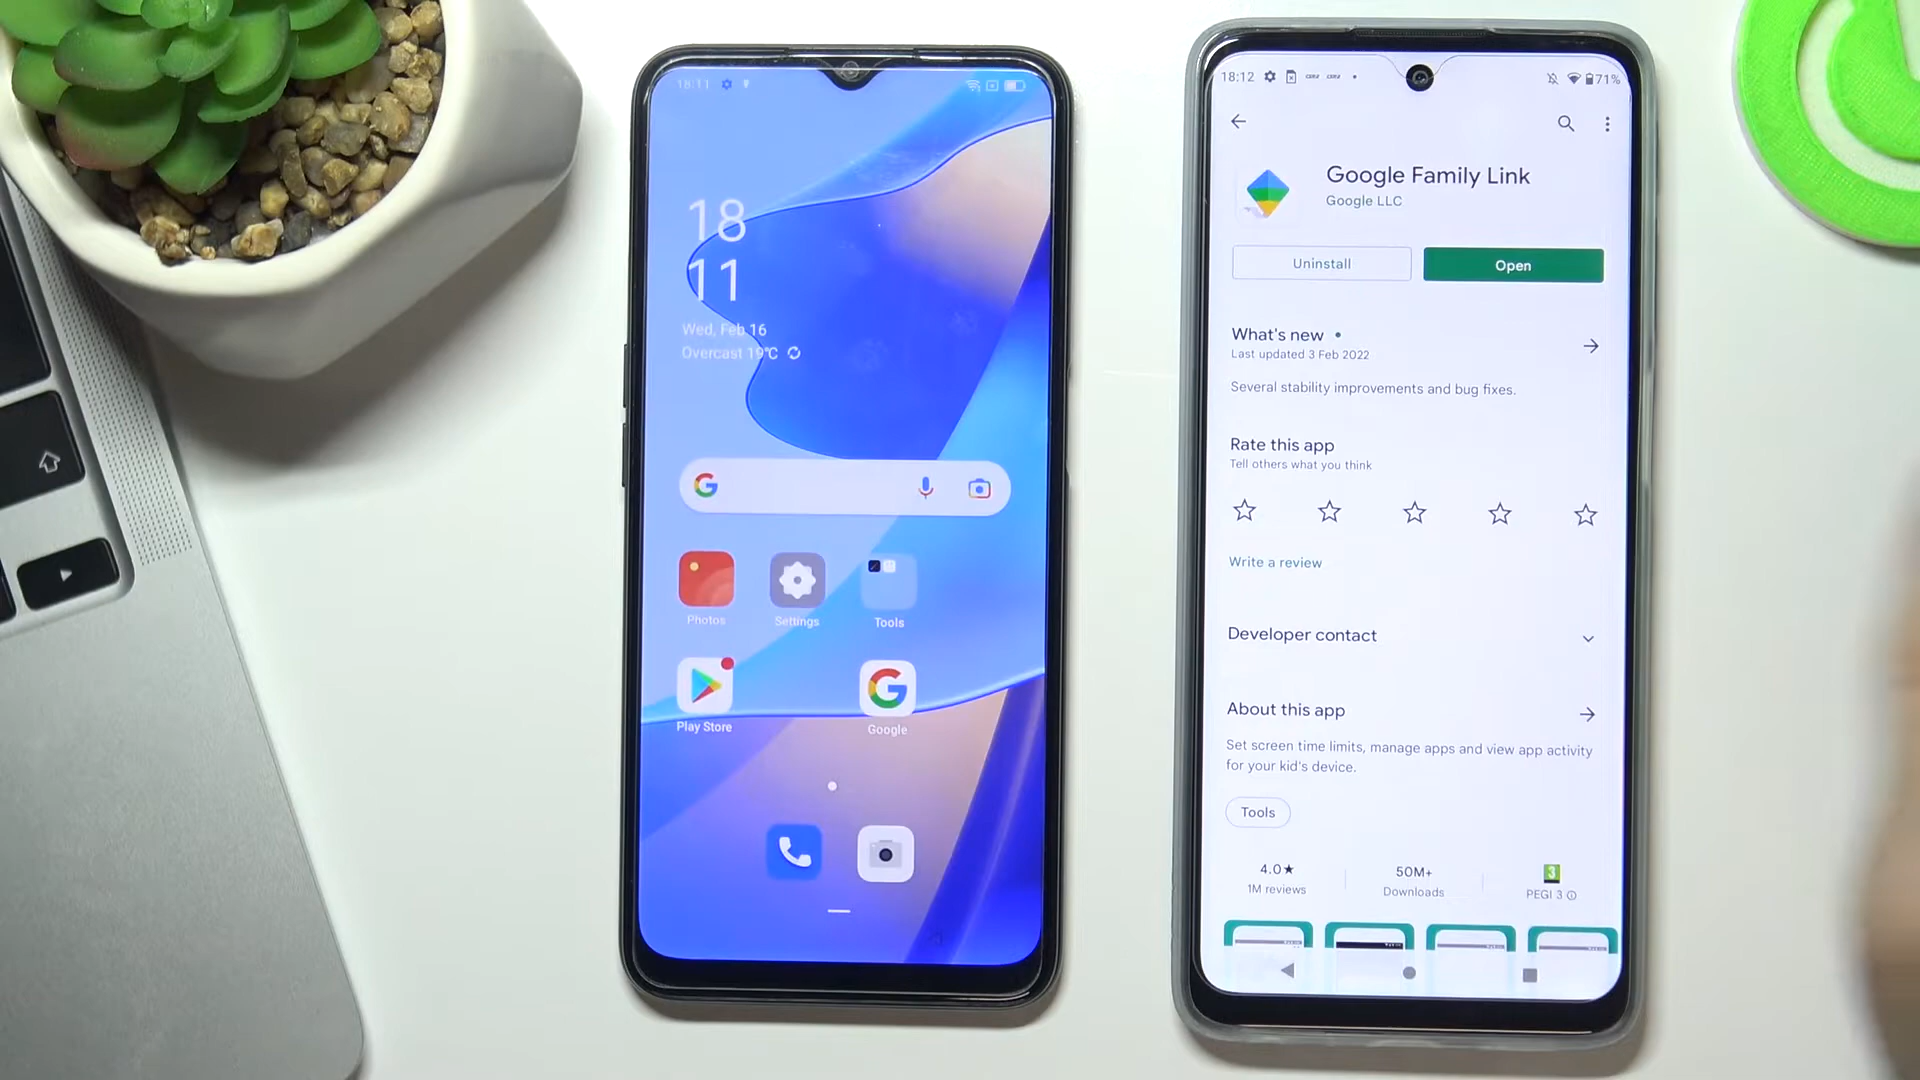 18:11
18
11
Wed, Feb 16
Overcast 19°C
Photos
Settings
Tools
Play Store
Google
18:12
71%
Google Family Link
Google LLC
Uninstall
Open
What's new •
Last updated 3 Feb 2022
Several stability improvements and bug fixes.
Rate this app
Tell others what you think
Write a review
Developer contact
About this app
Set screen time limits, manage apps and view app activity
for your kid's device.
Tools
4.0★
1M reviews
50M+
Downloads
3
PEGI 3